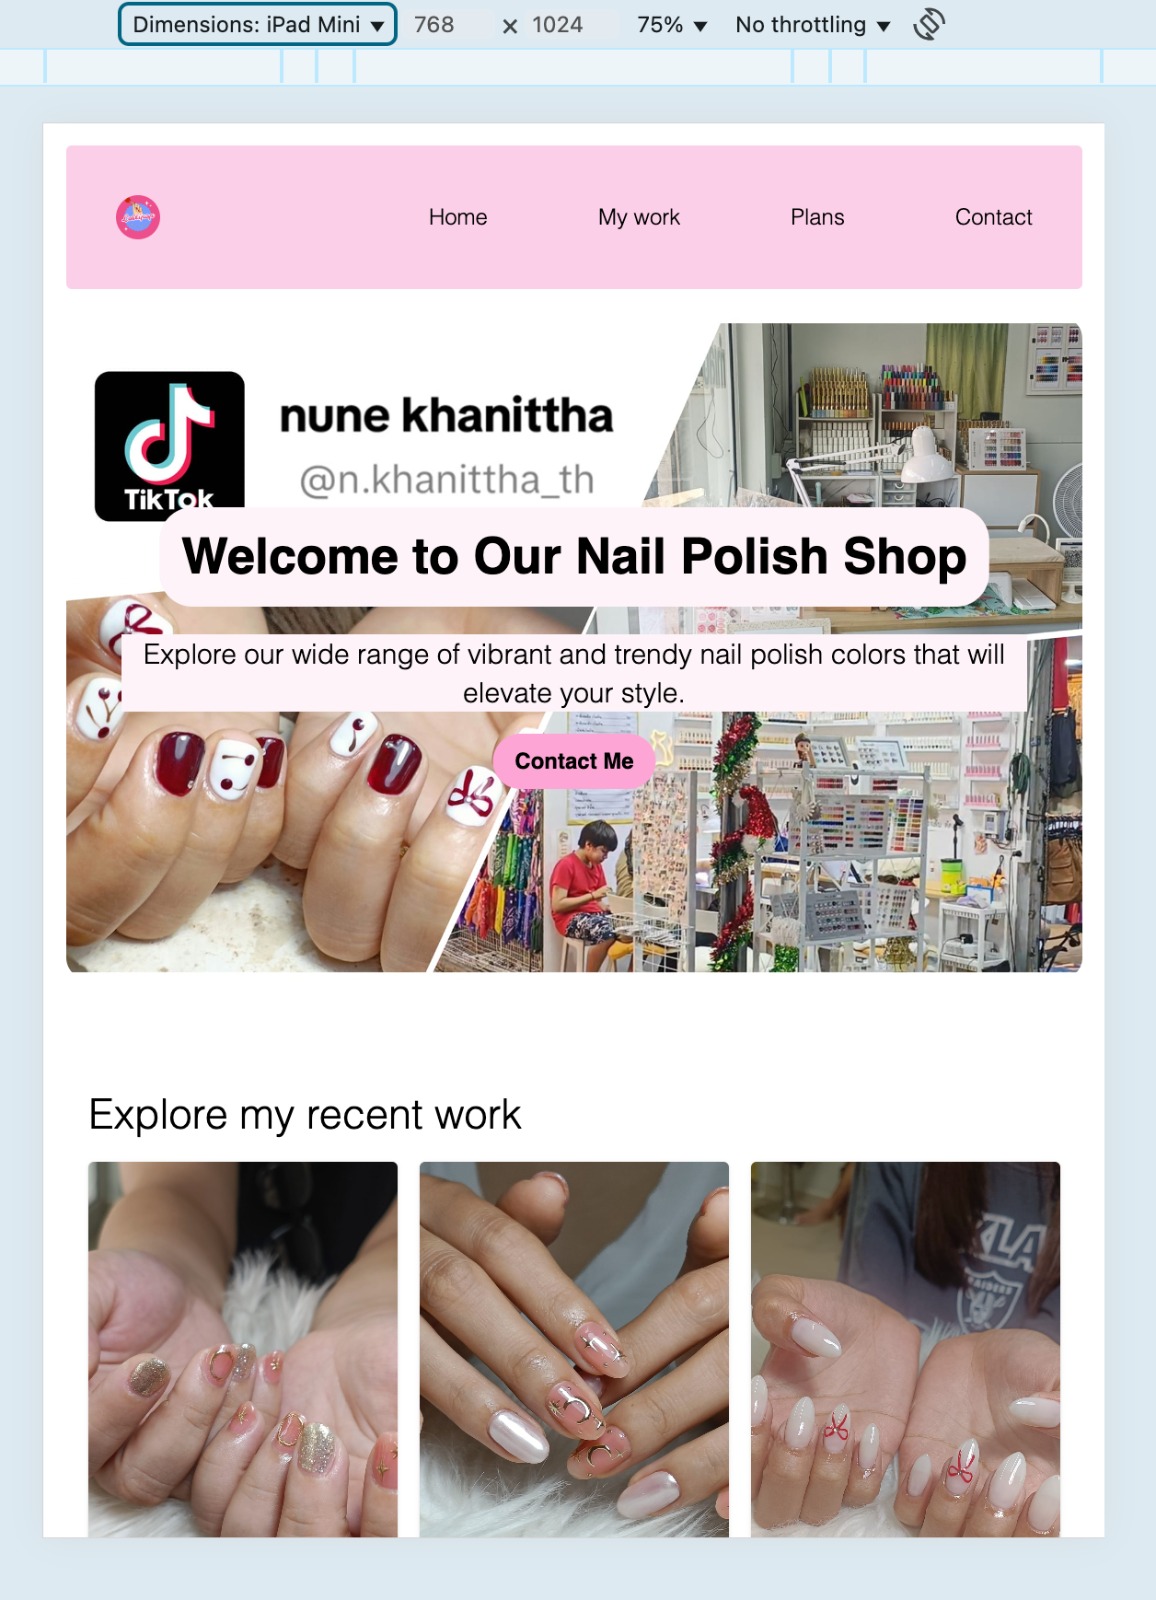 Dimensions: iPad Mini ▼ 768 × 1024 75% ▼ No throttling ▼
Home My work Plans Contact
TikTok
nune khanittha
@n.khanittha_th
Welcome to Our Nail Polish Shop
Explore our wide range of vibrant and trendy nail polish colors that will
elevate your style.
Contact Me
Explore my recent work
RAIDERS